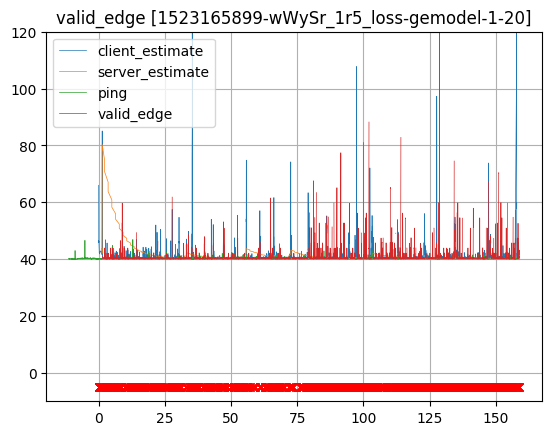 valid_edge [1523165899-wWySr_1r5_loss-gemodel-1-20]
client_estimate
server_estimate
ping
valid_edge
120
100
80
60
40
20
0
0 25 50 75 100 125 150